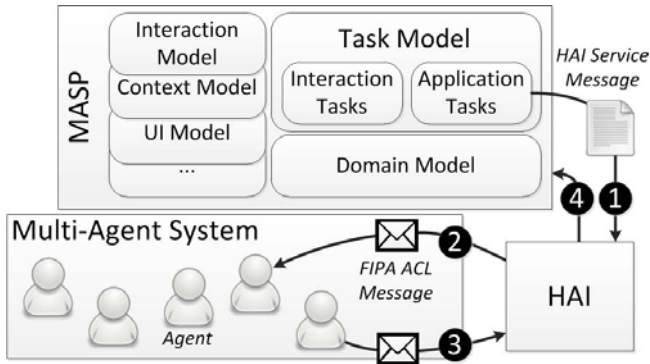 MASP
Interaction
Model
Context Model
UI Model
...
Task Model
Interaction
Tasks
Application
Tasks
Domain Model
HAI Service
Message
4
1
Multi-Agent System
2
FIPA ACL
Message
Agent
3
HAI